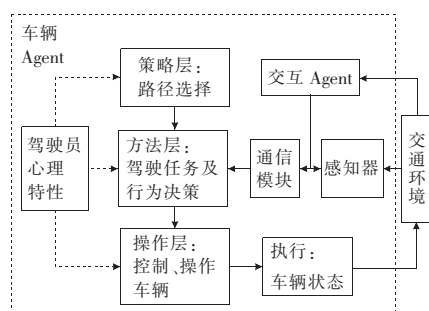 车辆
Agent
策略层：
路径选择
交互 Agent
驾驶员
心理
特性
方法层：
驾驶任务及
行为决策
通信
模块
感知器
交通环境
操作层：
控制、操作
车辆
执行：
车辆状态